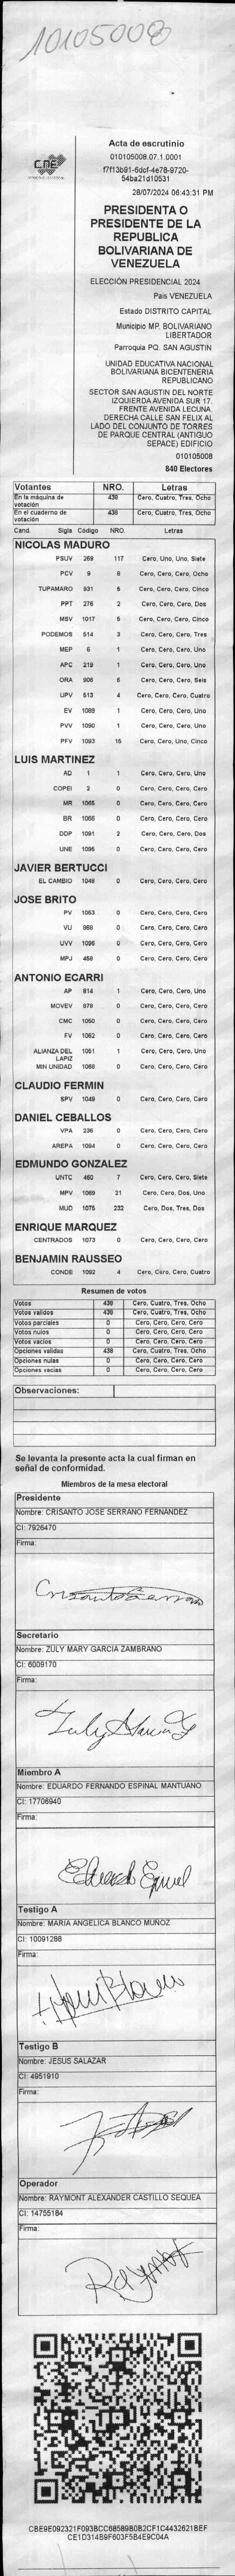 10105008
Acta de escrutinio
010105008.07.1.0001
f7f13b91-6dcf-4e78-9720-
54ba21d10531
28/07/2024 06:43:31 PM
CNE
PRESIDENTA O
PRESIDENTE DE LA
REPUBLICA
BOLIVARIANA DE
VENEZUELA
ELECCIÓN PRESIDENCIAL 2024
Pais VENEZUELA
Estado DISTRITO CAPITAL
Municipio MP. BOLIVARIANO
LIBERTADOR
Parroquia PQ. SAN AGUSTIN
UNIDAD EDUCATIVA NACIONAL
BOLIVARIANA BICENTENERIA
REPUBLICANO
SECTOR SAN AGUSTIN DEL NORTE
IZQUIERDA AVENIDA SUR 17.
FRENTE AVENIDA LECUNA.
DERECHA CALLE SAN FELIX AL
LADO DEL CONJUNTO DE TORRES
DE PARQUE CENTRAL (ANTIGUO
SEPACE) EDIFICIO
010105008
840 Electores
Votantes NRO. Letras
En la máquina de votación 438 Cero, Cuatro, Tres, Ocho
En el cuaderno de votación 438 Cero, Cuatro, Tres, Ocho
Cand. Sigla Código NRO. Letras
NICOLAS MADURO
PSUV 269 117 Cero, Uno, Uno, Siete
PCV 9 8 Cero, Cero, Cero, Ocho
TUPAMARO 931 5 Cero, Cero, Cero, Cinco
PPT 276 2 Cero, Cero, Cero, Dos
MSV 1017 5 Cero, Cero, Cero, Cinco
PODEMOS 514 3 Cero, Cero, Cero, Tres
MEP 6 1 Cero, Cero, Cero, Uno
APC 219 1 Cero, Cero, Cero, Uno
ORA 906 6 Cero, Cero, Cero, Seis
UPV 513 4 Cero, Cero, Cero, Cuatro
EV 1089 1 Cero, Cero, Cero, Uno
PVV 1090 1 Cero, Cero, Cero, Uno
PFV 1093 15 Cero, Cero, Uno, Cinco
LUIS MARTINEZ
AD 1 1 Cero, Cero, Cero, Uno
COPEI 2 0 Cero, Cero, Cero, Cero
MR 1065 0 Cero, Cero, Cero, Cero
BR 1066 0 Cero, Cero, Cero, Cero
DDP 1091 2 Cero, Cero, Cero, Dos
UNE 1095 0 Cero, Cero, Cero, Cero
JAVIER BERTUCCI
EL CAMBIO 1048 0 Cero, Cero, Cero, Cero
JOSE BRITO
PV 1053 0 Cero, Cero, Cero, Cero
VU 868 0 Cero, Cero, Cero, Cero
UVV 1096 0 Cero, Cero, Cero, Cero
MPJ 458 0 Cero, Cero, Cero, Cero
ANTONIO ECARRI
AP 814 1 Cero, Cero, Cero, Uno
MOVEV 878 0 Cero, Cero, Cero, Cero
CMC 1050 0 Cero, Cero, Cero, Cero
FV 1052 0 Cero, Cero, Cero, Cero
ALIANZA DEL LAPIZ 1051 1 Cero, Cero, Cero, Uno
MIN UNIDAD 1068 0 Cero, Cero, Cero, Cero
CLAUDIO FERMIN
SPV 1049 0 Cero, Cero, Cero, Cero
DANIEL CEBALLOS
VPA 236 0 Cero, Cero, Cero, Cero
AREPA 1094 0 Cero, Cero, Cero, Cero
EDMUNDO GONZALEZ
UNTC 460 7 Cero, Cero, Cero, Siete
MPV 1069 21 Cero, Cero, Dos, Uno
MUD 1075 232 Cero, Dos, Tres, Dos
ENRIQUE MARQUEZ
CENTRADOS 1073 0 Cero, Cero, Cero, Cero
BENJAMIN RAUSSEO
CONDE 1092 4 Cero, Cero, Cero, Cuatro
Resumen de votos
Votos 438 Cero, Cuatro, Tres, Ocho
Votos validos 438 Cero, Cuatro, Tres, Ocho
Votos parciales 0 Cero, Cero, Cero, Cero
Votos nulos 0 Cero, Cero, Cero, Cero
Votos vacios 0 Cero, Cero, Cero, Cero
Opciones validas 438 Cero, Cuatro, Tres, Ocho
Opciones nulas 0 Cero, Cero, Cero, Cero
Opciones vacias 0 Cero, Cero, Cero, Cero
Observaciones:
Se levanta la presente acta la cual firman en
señal de conformidad.
Miembros de la mesa electoral
Presidente
Nombre: CRISANTO JOSE SERRANO FERNANDEZ
CI: 7926470
Firma:
Crisanto Serrano
Secretario
Nombre: ZULY MARY GARCIA ZAMBRANO
CI: 6009170
Firma:
Zuly Garcia
Miembro A
Nombre: EDUARDO FERNANDO ESPINAL MANTUANO
CI: 17706940
Firma:
Testigo A
Nombre: MARIA ANGELICA BLANCO MUÑOZ
CI: 10091288
Firma:
Testigo B
Nombre: JESUS SALAZAR
CI: 4951910
Firma:
Operador
Nombre: RAYMONT ALEXANDER CASTILLO SEQUEA
CI: 14755184
Firma:
CBE9E092321F093BCC68589B0B2CF1C4432621BEF
CE1D314B9F603F5B4E9C04A